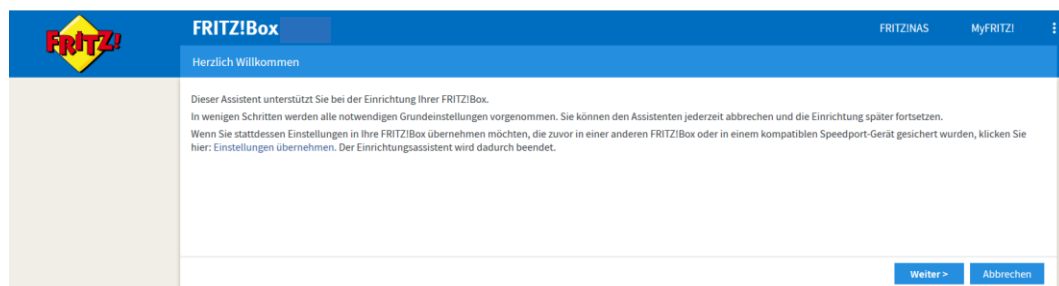 FRITZ!
FRITZ!Box
FRITZ!NAS
MyFRITZ!
Herzlich Willkommen
Dieser Assistent unterstützt Sie bei der Einrichtung Ihrer FRITZ!Box.
In wenigen Schritten werden alle notwendigen Grundeinstellungen vorgenommen. Sie können den Assistenten jederzeit abbrechen und die Einrichtung später fortsetzen.
Wenn Sie stattdessen Einstellungen in Ihre FRITZ!Box übernehmen möchten, die zuvor in einer anderen FRITZ!Box oder in einem kompatiblen Speedport-Gerät gesichert wurden, klicken Sie
hier: Einstellungen übernehmen. Der Einrichtungsassistent wird dadurch beendet.
Weiter >
Abbrechen